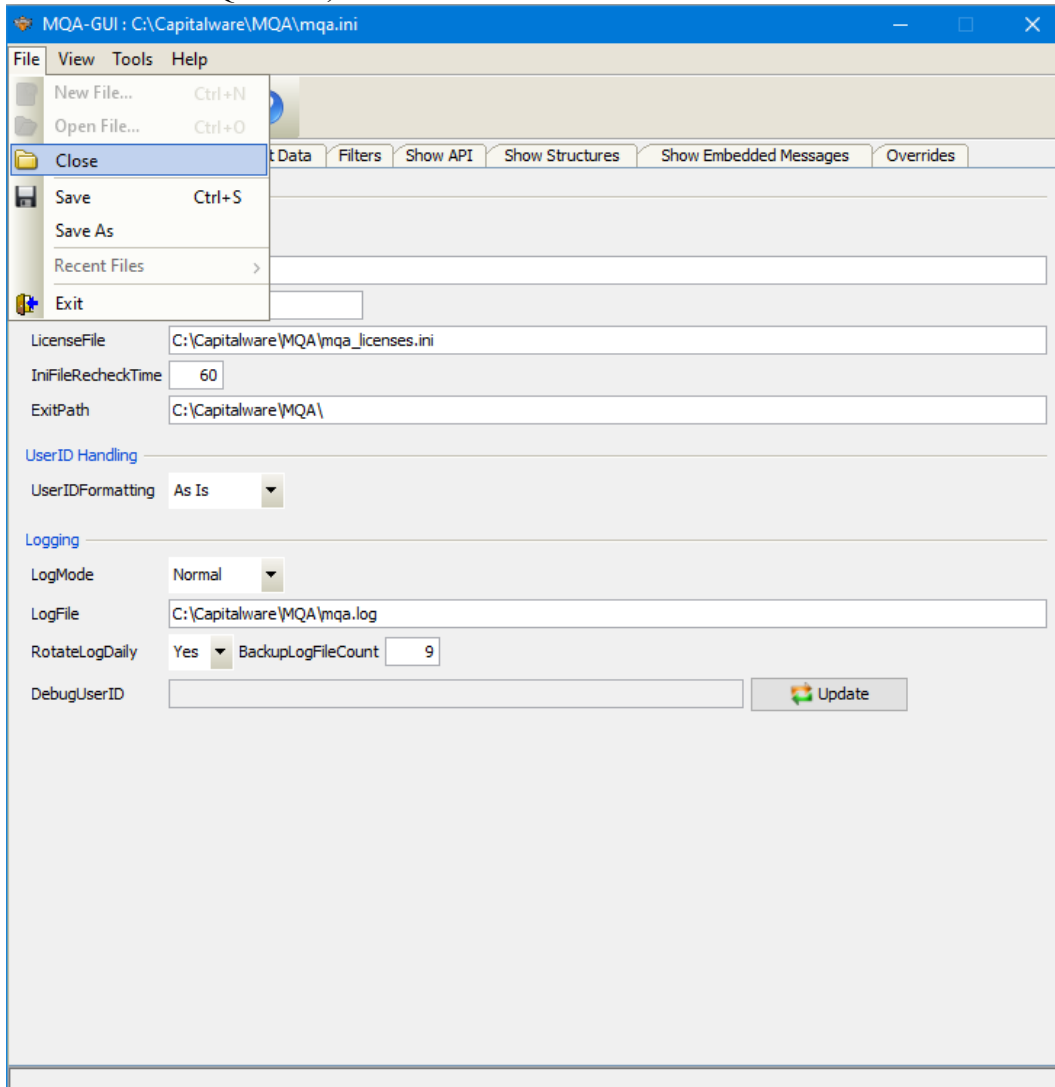 MQA-GUI : C:\Capitalware\MQA\mqa.ini
File View Tools Help
New File... Ctrl+N
Open File... Ctrl+O
Close
t Data Filters Show API Show Structures Show Embedded Messages Overrides
Save Ctrl+S
Save As
Recent Files
Exit
LicenseFile C:\Capitalware\MQA\mqa_licenses.ini
IniFileRecheckTime 60
ExitPath C:\Capitalware\MQA\
UserID Handling
UserIDFormatting As Is
Logging
LogMode Normal
LogFile C:\Capitalware\MQA\mqa.log
RotateLogDaily Yes BackupLogFileCount 9
DebugUserID Update